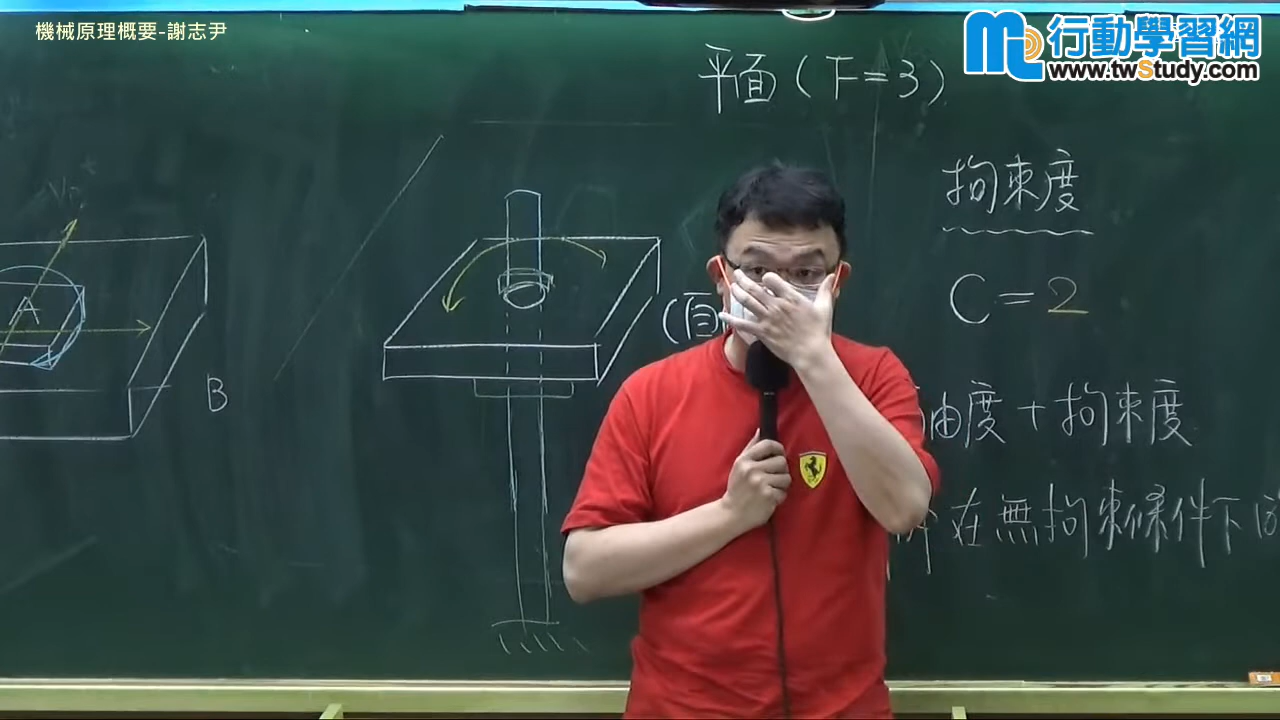 機械原理概要-謝志尹
行動學習網
www.twStudy.com
平面(F=3)
拘束度
C=2
A
B
(面
由度+拘束度
在無拘束條件下